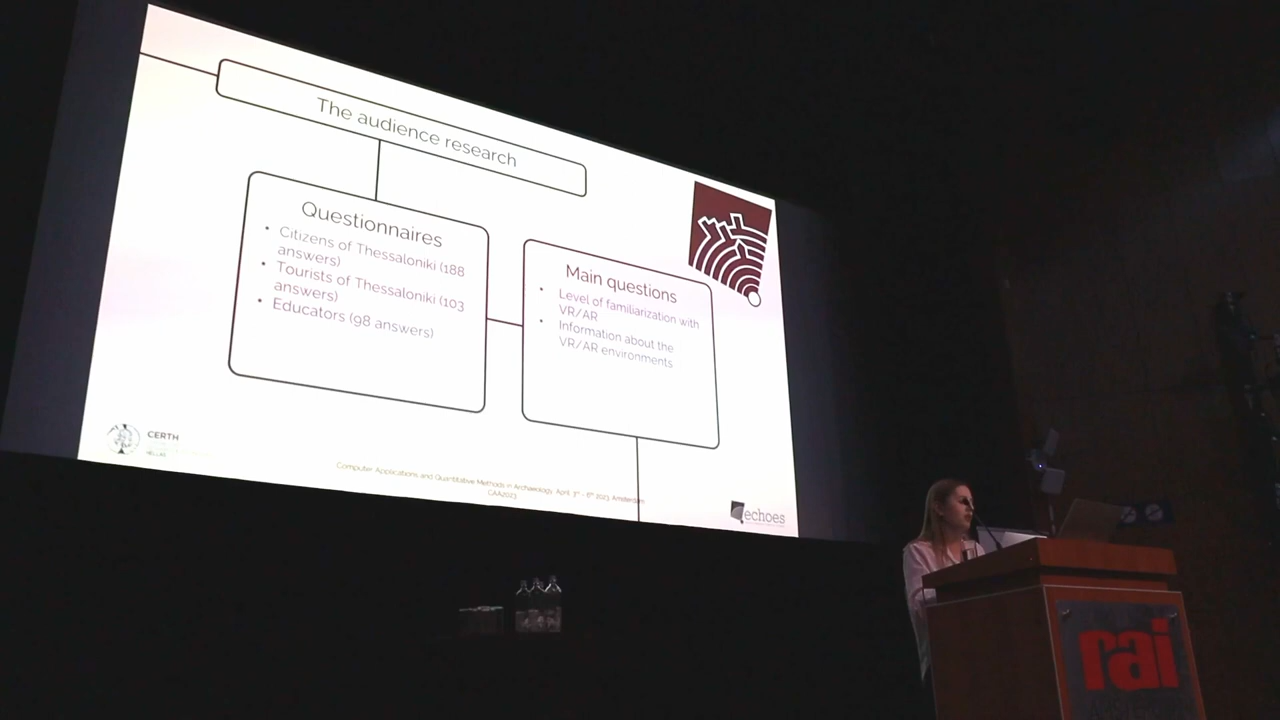 The audience research
Questionnaires
• Citizens of Thessaloniki (188
answers)
• Tourists of Thessaloniki (103
answers)
• Educators (98 answers)
Main questions
• Level of familiarization with
VR/AR
• Information about the
VR/AR environments
CERTH
HELLAS
Computer Applications and Quantitative Methods in Archaeology, April, 3rd - 6th 2023, Amsterdam
CAA2023
echoes
rai
AMSTERDAM